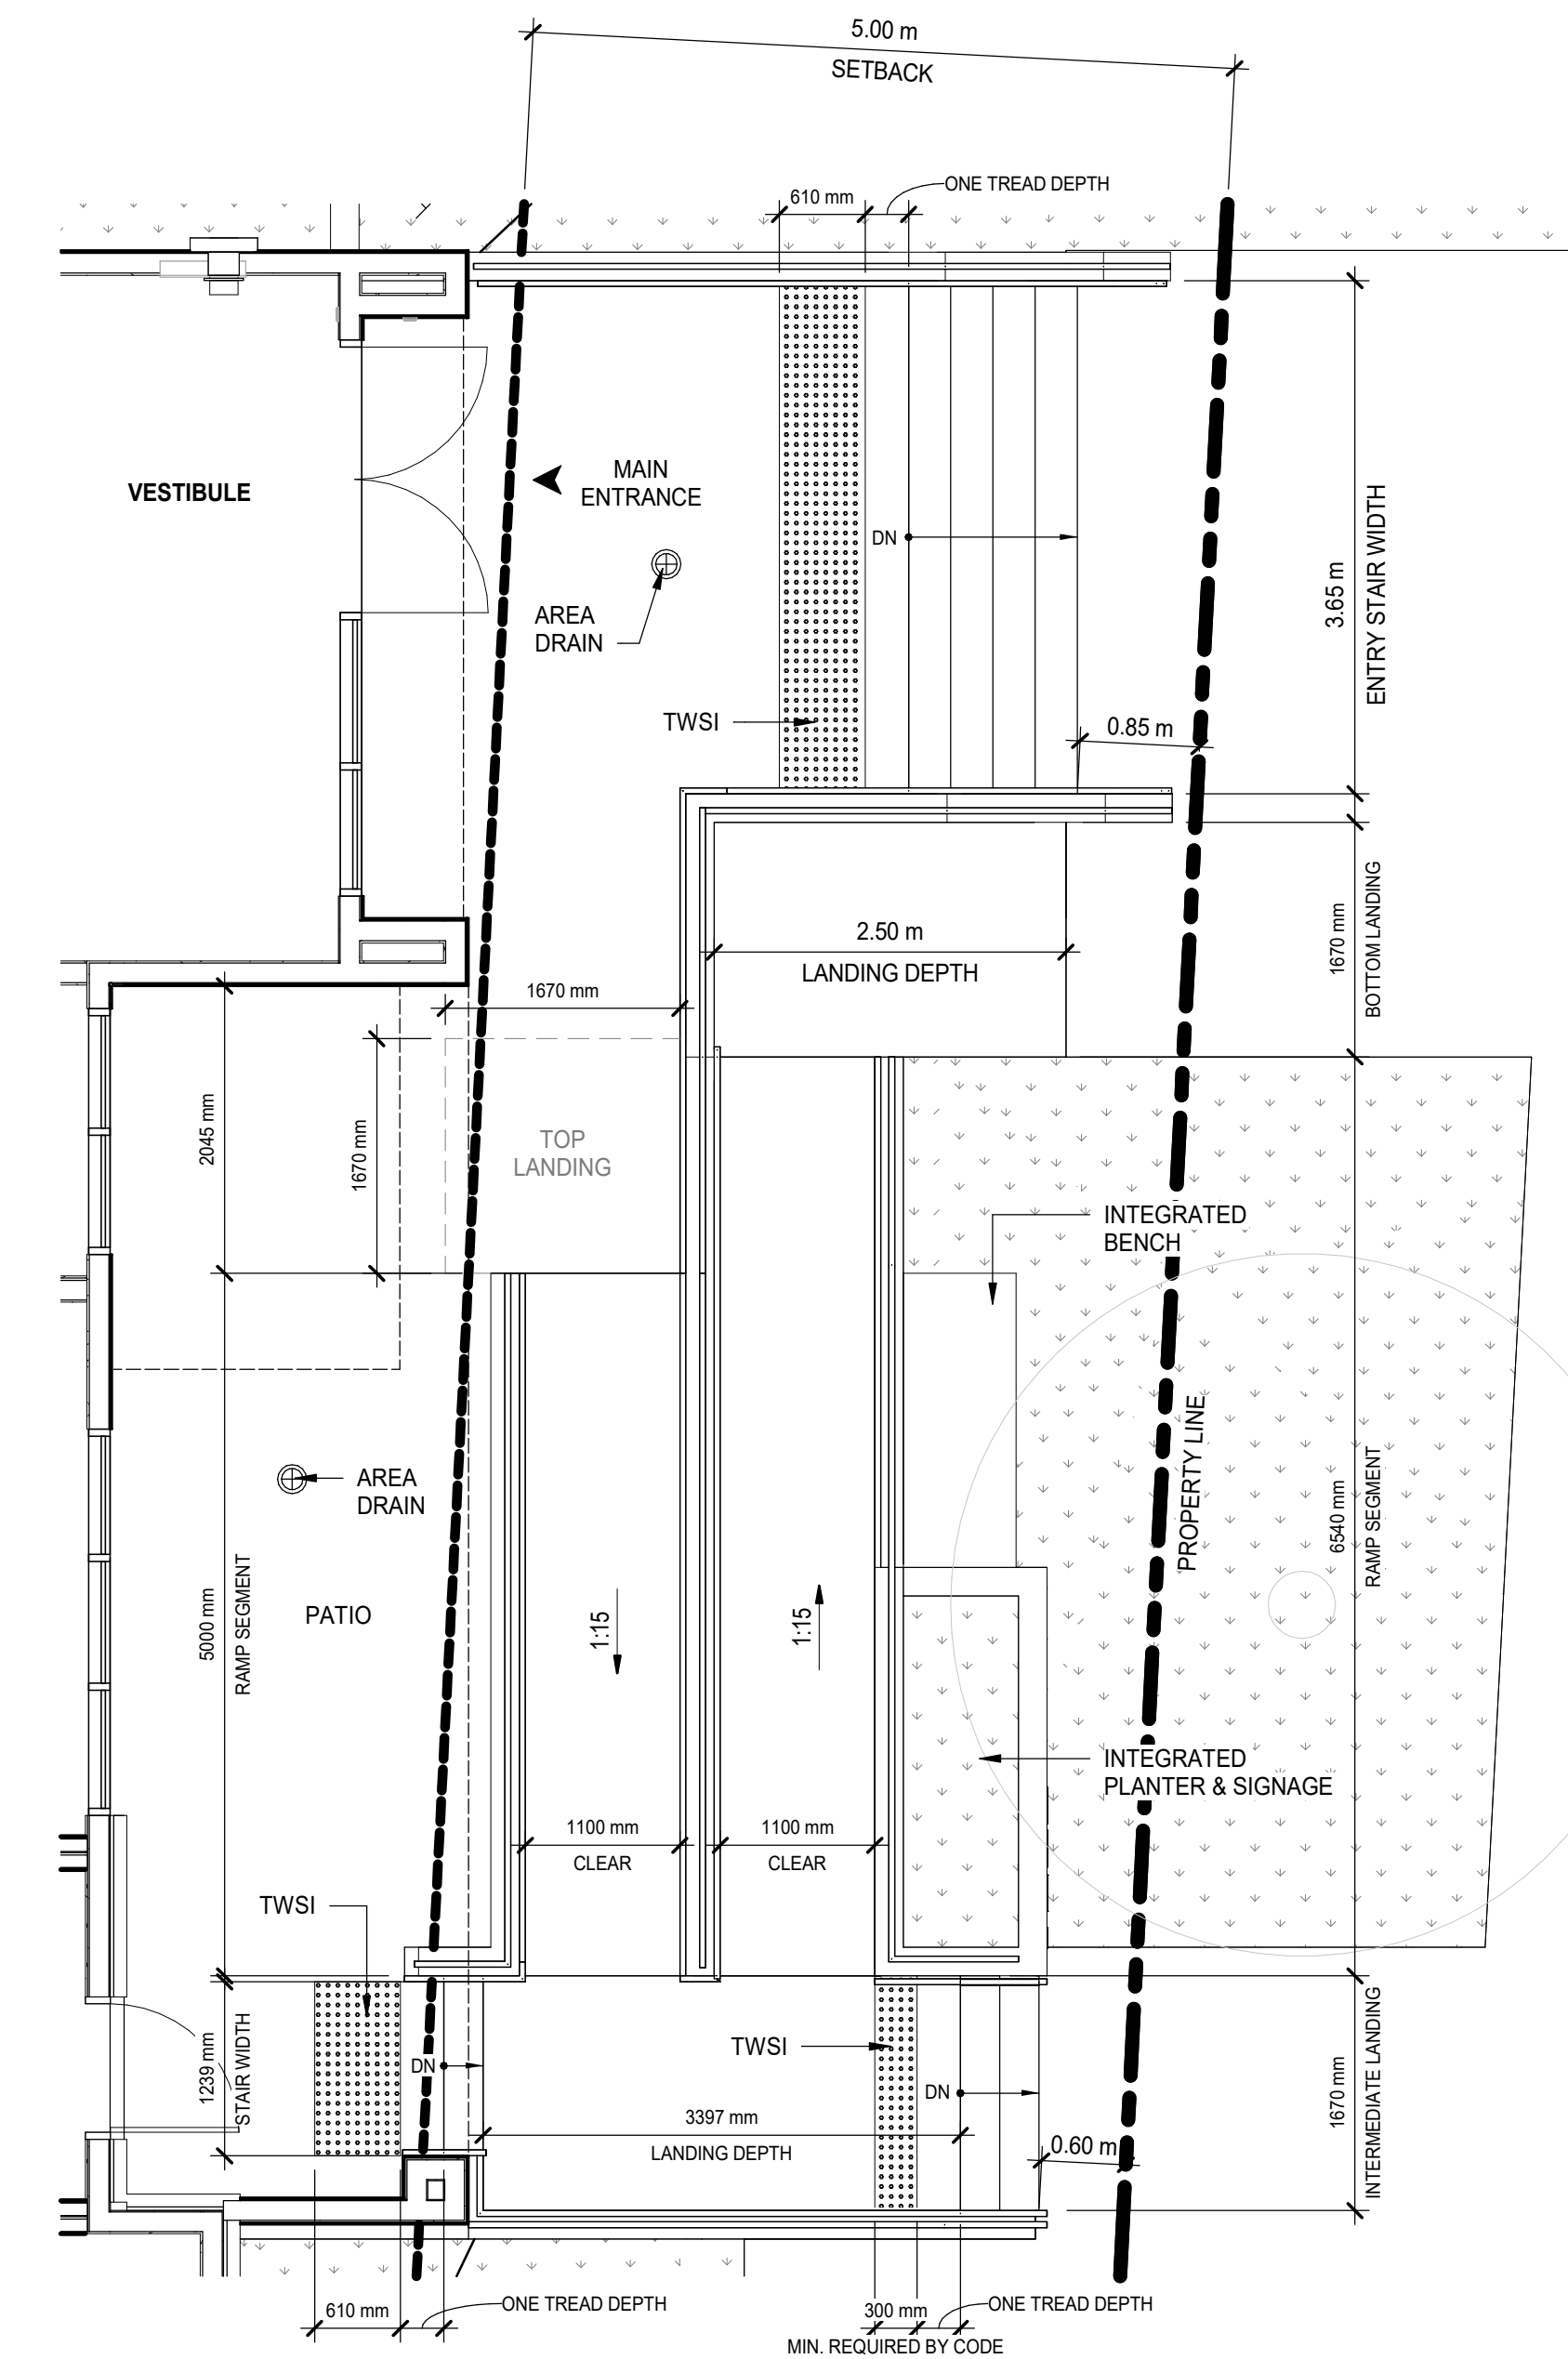 5.00 m
SETBACK
610 mm
ONE TREAD DEPTH
VESTIBULE
MAIN
ENTRANCE
DN
AREA
DRAIN
TWSI
3.65 m
ENTRY STAIR WIDTH
0.85 m
2.50 m
LANDING DEPTH
1670 mm
BOTTOM LANDING
1670 mm
2045 mm
1670 mm
TOP
LANDING
INTEGRATED
BENCH
AREA
DRAIN
PROPERTY LINE
6540 mm
RAMP SEGMENT
5000 mm
RAMP SEGMENT
PATIO
1:15
1:15
INTEGRATED
PLANTER & SIGNAGE
1100 mm
CLEAR
1100 mm
CLEAR
TWSI
1239 mm
STAIR WIDTH
DN
TWSI
DN
3397 mm
LANDING DEPTH
0.60 m
1670 mm
INTERMEDIATE LANDING
610 mm
ONE TREAD DEPTH
300 mm
ONE TREAD DEPTH
MIN. REQUIRED BY CODE